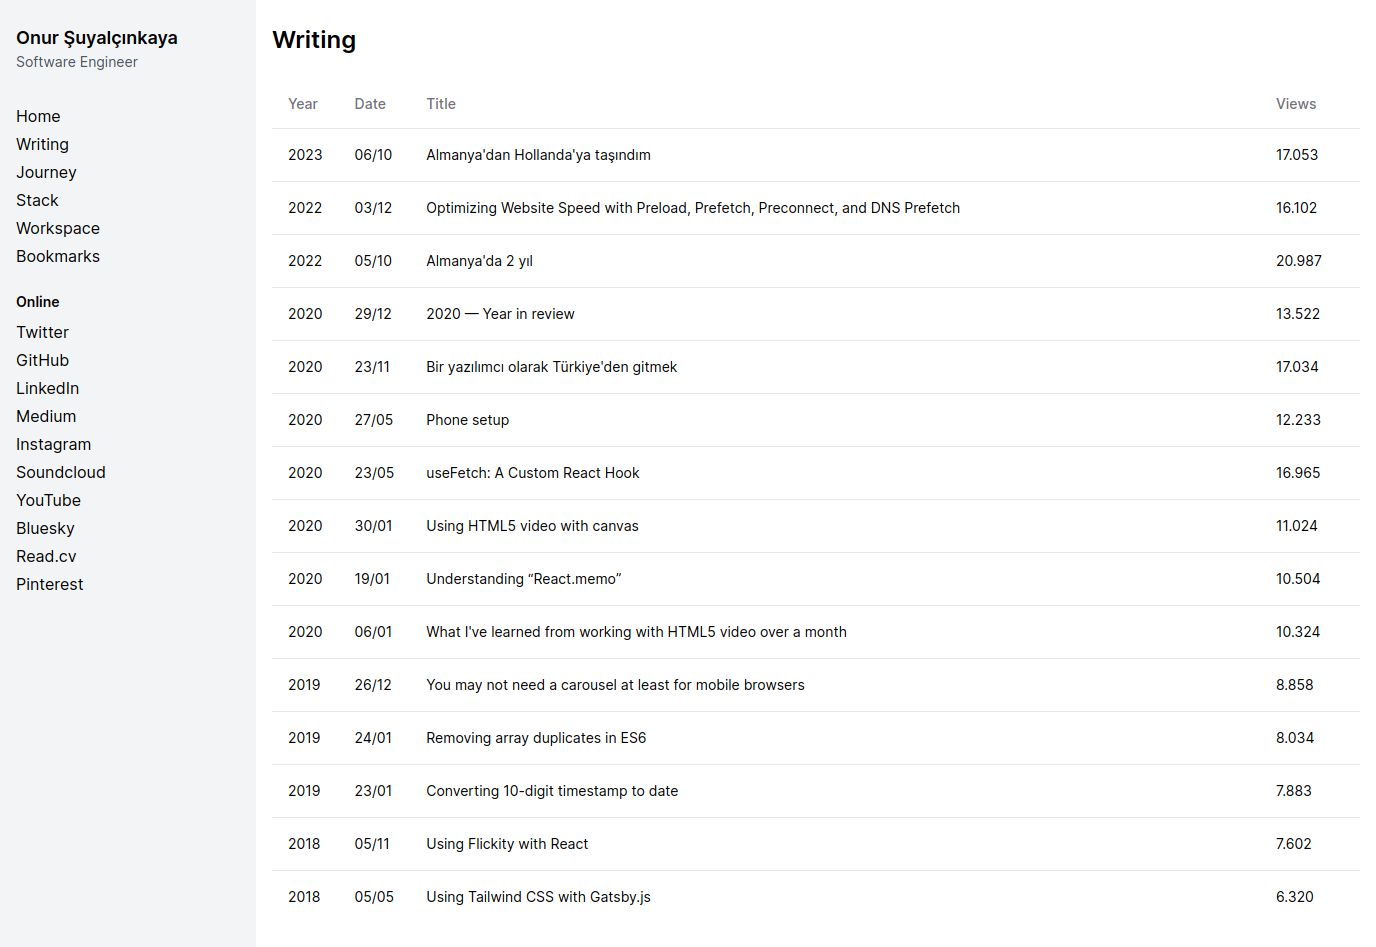 Onur Şuyalçınkaya
Software Engineer
Home
Writing
Journey
Stack
Workspace
Bookmarks
Online
Twitter
GitHub
LinkedIn
Medium
Instagram
Soundcloud
YouTube
Bluesky
Read.cv
Pinterest
Writing
Year Date Title Views
2023 06/10 Almanya'dan Hollanda'ya taşındım 17.053
2022 03/12 Optimizing Website Speed with Preload, Prefetch, Preconnect, and DNS Prefetch 16.102
2022 05/10 Almanya'da 2 yıl 20.987
2020 29/12 2020 — Year in review 13.522
2020 23/11 Bir yazılımcı olarak Türkiye'den gitmek 17.034
2020 27/05 Phone setup 12.233
2020 23/05 useFetch: A Custom React Hook 16.965
2020 30/01 Using HTML5 video with canvas 11.024
2020 19/01 Understanding “React.memo” 10.504
2020 06/01 What I've learned from working with HTML5 video over a month 10.324
2019 26/12 You may not need a carousel at least for mobile browsers 8.858
2019 24/01 Removing array duplicates in ES6 8.034
2019 23/01 Converting 10-digit timestamp to date 7.883
2018 05/11 Using Flickity with React 7.602
2018 05/05 Using Tailwind CSS with Gatsby.js 6.320